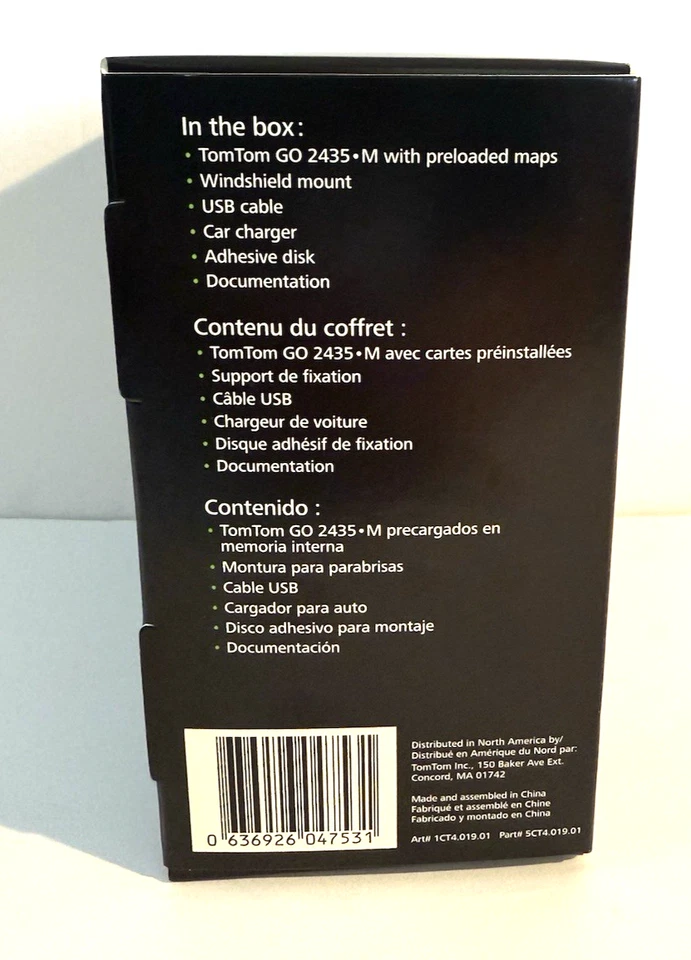 In the box:
• TomTom GO 2435•M with preloaded maps
• Windshield mount
• USB cable
• Car charger
• Adhesive disk
• Documentation
Contenu du coffret :
• TomTom GO 2435•M avec cartes préinstallées
• Support de fixation
• Câble USB
• Chargeur de voiture
• Disque adhésif de fixation
• Documentation
Contenido :
• TomTom GO 2435•M precargados en
memoria interna
• Montura para parabrisas
• Cable USB
• Cargador para auto
• Disco adhesivo para montaje
• Documentación
0 636926 047531
Distributed in North America by/
Distribué en Amérique du Nord par:
TomTom Inc., 150 Baker Ave Ext.
Concord, MA 01742
Made and assembled in China
Fabriqué et assemblé en Chine
Fabricado y montado en China
Art# 1CT4.019.01 Part# 5CT4.019.01